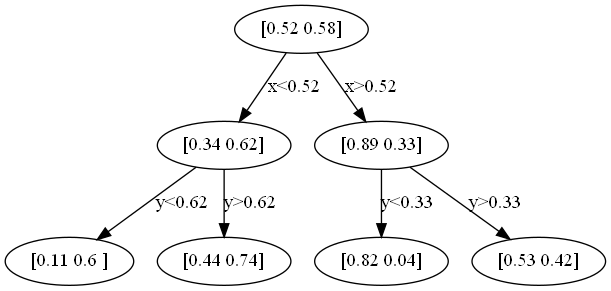 [0.52 0.58]
x<0.52
x>0.52
[0.34 0.62]
[0.89 0.33]
y<0.62
y>0.62
y<0.33
y>0.33
[0.11 0.6 ]
[0.44 0.74]
[0.82 0.04]
[0.53 0.42]